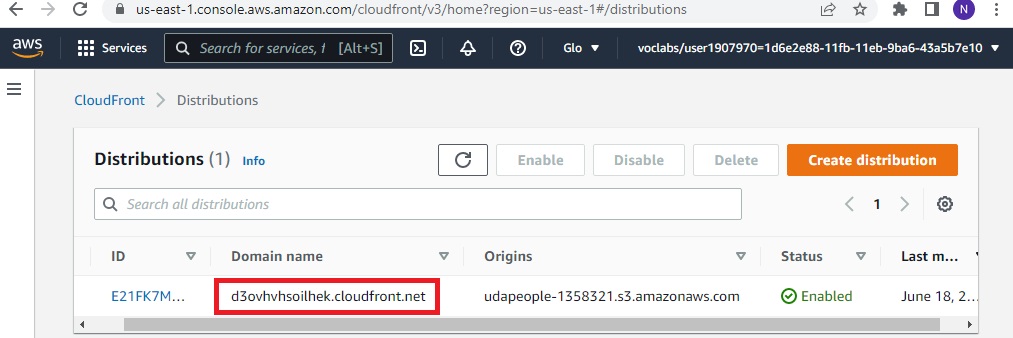 us-east-1.console.aws.amazon.com/cloudfront/v3/home?region=us-east-1#/distributions
N
aws Services Search for services, f [Alt+S] Glo voclabs/user1907970=1d6e2e88-11fb-11eb-9ba6-43a5b7e10
CloudFront Distributions
Distributions (1) Info Enable Disable Delete Create distribution
Search all distributions 1
ID Domain name Origins Status Last m...
E21FK7M... d3ovhvhsoilhek.cloudfront.net udapeople-1358321.s3.amazonaws.com Enabled June 18, 2...